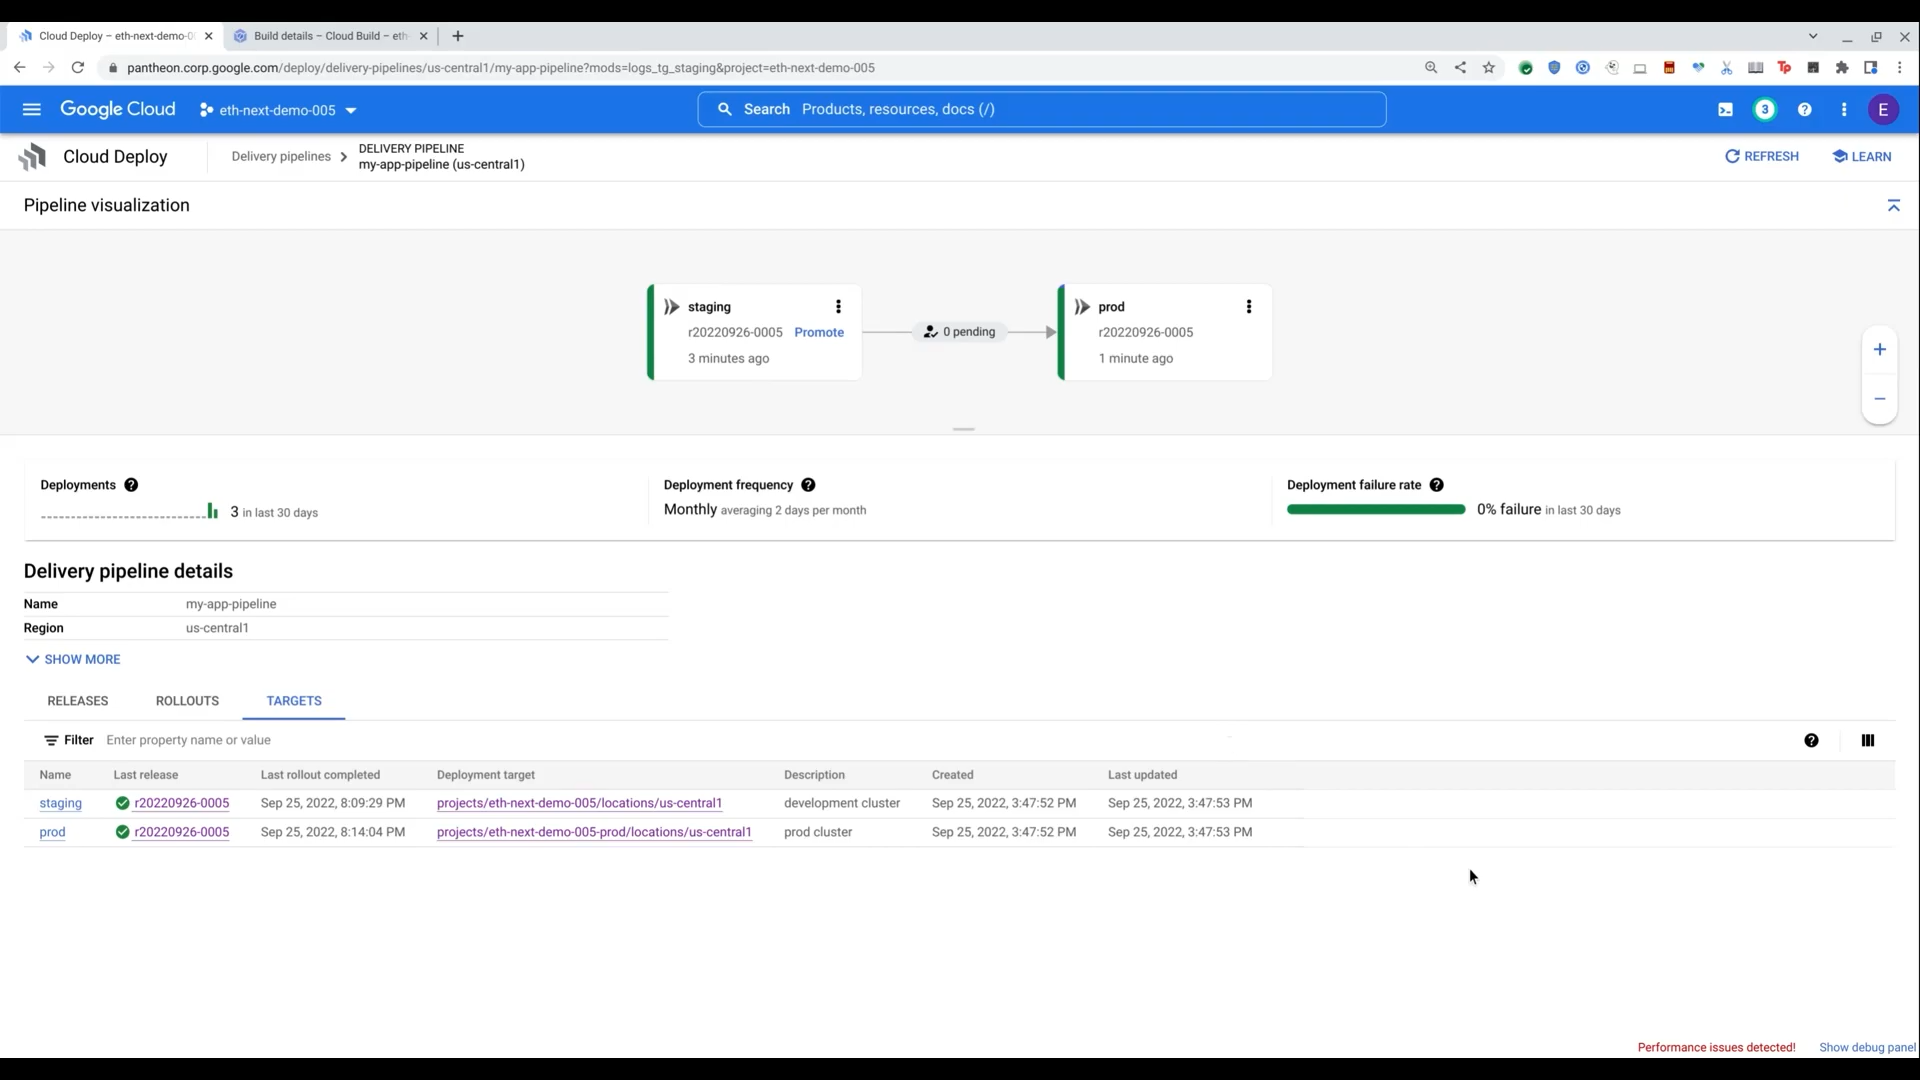 Cloud Deploy – eth-next-demo-0
Build details – Cloud Build – eth-
pantheon.corp.google.com/deploy/delivery-pipelines/us-central1/my-app-pipeline?mods=logs_tg_staging&project=eth-next-demo-005
Google Cloud
eth-next-demo-005
Search Products, resources, docs (/)
3
E
Cloud Deploy
Delivery pipelines
DELIVERY PIPELINE
my-app-pipeline (us-central1)
REFRESH
LEARN
Pipeline visualization
staging
r20220926-0005 Promote
3 minutes ago
0 pending
prod
r20220926-0005
1 minute ago
Deployments
3 in last 30 days
Deployment frequency
Monthly averaging 2 days per month
Deployment failure rate
0% failure in last 30 days
Delivery pipeline details
Name my-app-pipeline
Region us-central1
SHOW MORE
RELEASES ROLLOUTS TARGETS
Filter Enter property name or value
Name Last release Last rollout completed Deployment target Description Created Last updated
staging r20220926-0005 Sep 25, 2022, 8:09:29 PM projects/eth-next-demo-005/locations/us-central1 development cluster Sep 25, 2022, 3:47:52 PM Sep 25, 2022, 3:47:53 PM
prod r20220926-0005 Sep 25, 2022, 8:14:04 PM projects/eth-next-demo-005-prod/locations/us-central1 prod cluster Sep 25, 2022, 3:47:52 PM Sep 25, 2022, 3:47:53 PM
Performance issues detected! Show debug panel